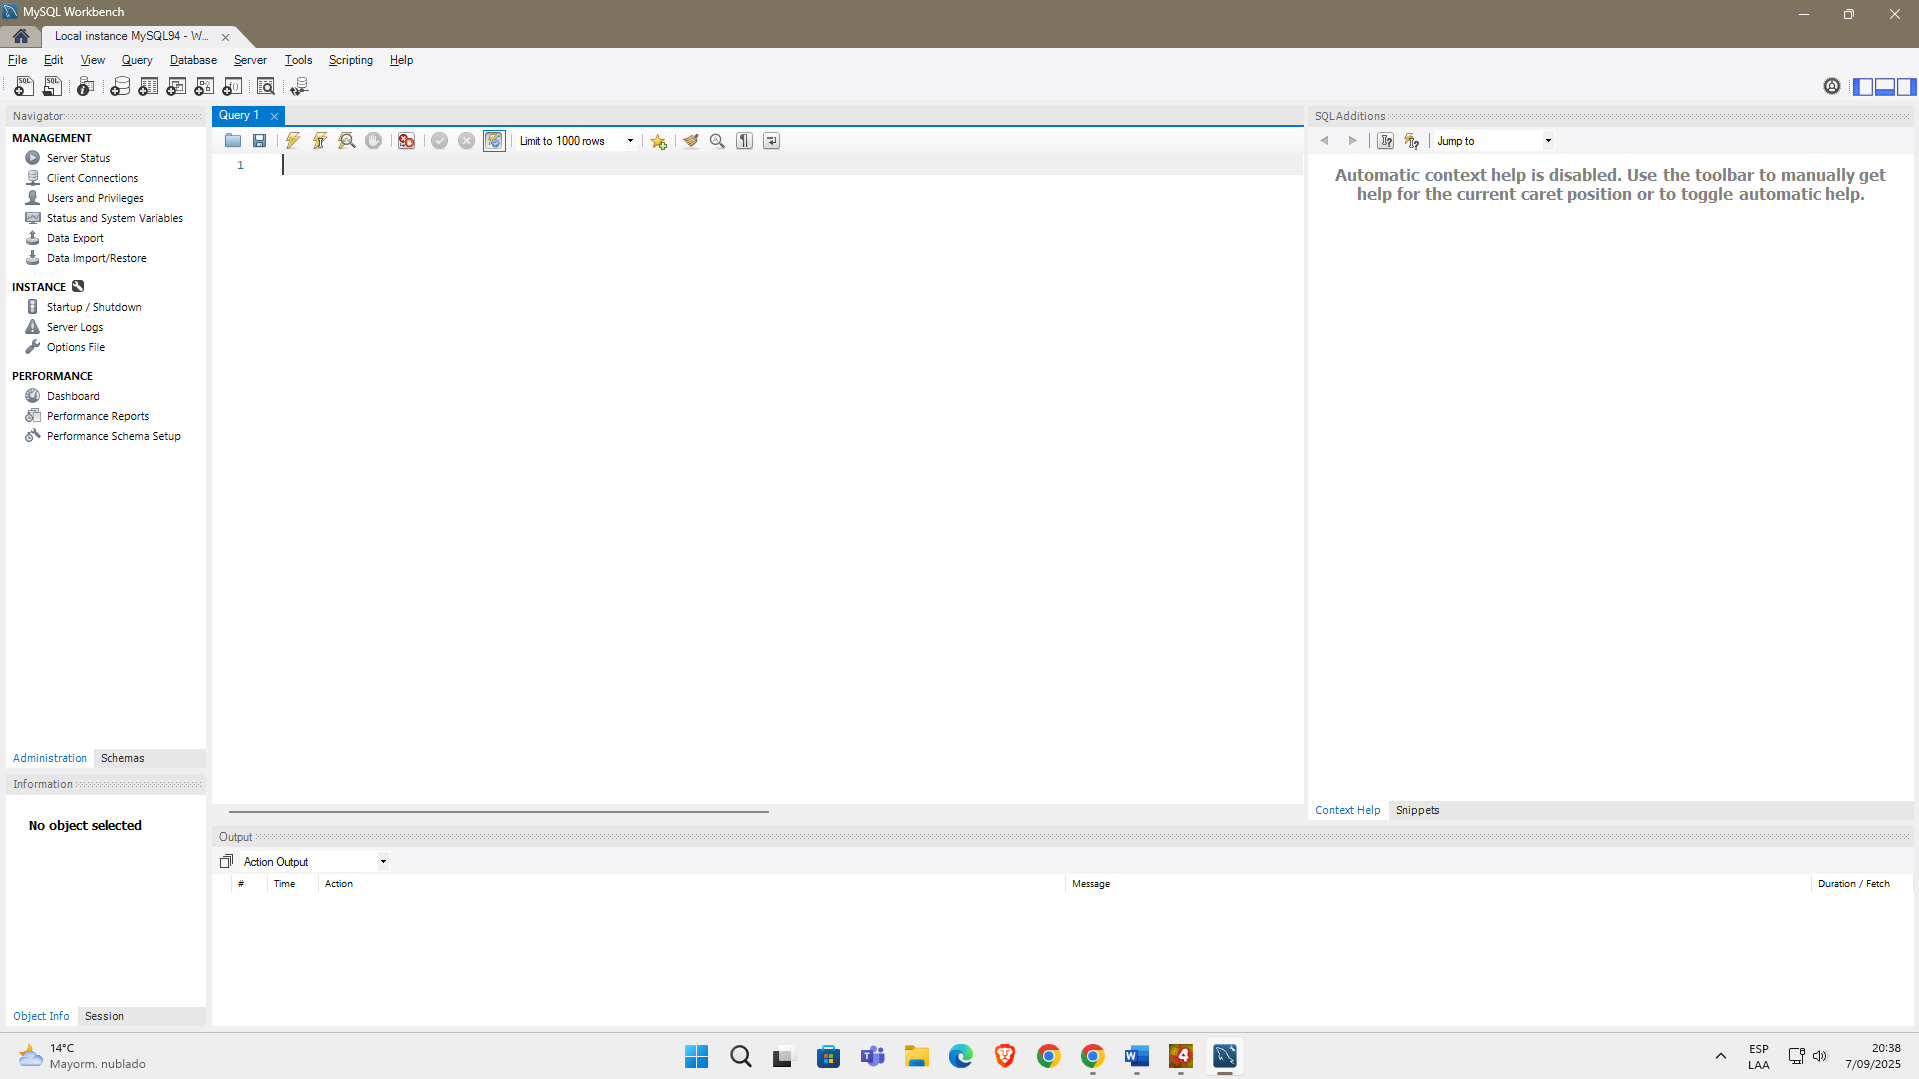 MySQL Workbench
Local instance MySQL94 - W...
File Edit View Query Database Server Tools Scripting Help
Navigator
MANAGEMENT
Server Status
Client Connections
Users and Privileges
Status and System Variables
Data Export
Data Import/Restore
INSTANCE
Startup / Shutdown
Server Logs
Options File
PERFORMANCE
Dashboard
Performance Reports
Performance Schema Setup
Administration Schemas
Information
No object selected
Object Info Session
Query 1
Limit to 1000 rows
1
SQLAdditions
Jump to
Automatic context help is disabled. Use the toolbar to manually get
help for the current caret position or to toggle automatic help.
Context Help Snippets
Output
Action Output
# Time Action Message Duration / Fetch
14°C
Mayorm. nublado
ESP
LAA
20:38
7/09/2025